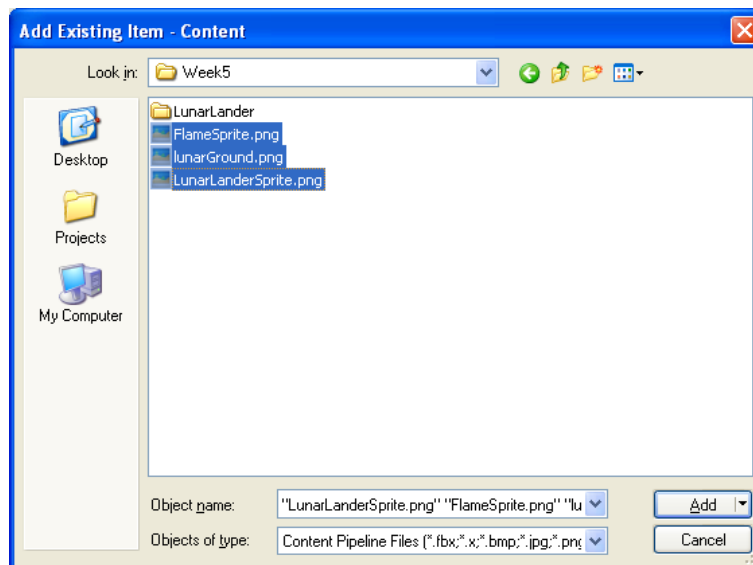 Add Existing Item - Content
Look in: Week5
LunarLander
FlameSprite.png
lunarGround.png
LunarLanderSprite.png
Desktop
Projects
My Computer
Object name: "LunarLanderSprite.png" "FlameSprite.png" "lu
Add
Objects of type: Content Pipeline Files (*.fbx;*.x;*.bmp;*.jpg;*.png
Cancel